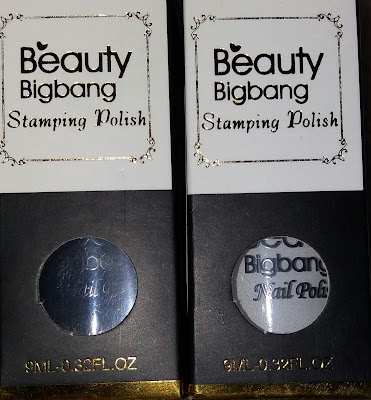 Beauty
Bigbang
Stamping Polish
9ML-0.32FL.OZ
Beauty
Bigbang
Stamping Polish
Beau
Bigbang
Nail Polis
9ML-0.32FL.OZ